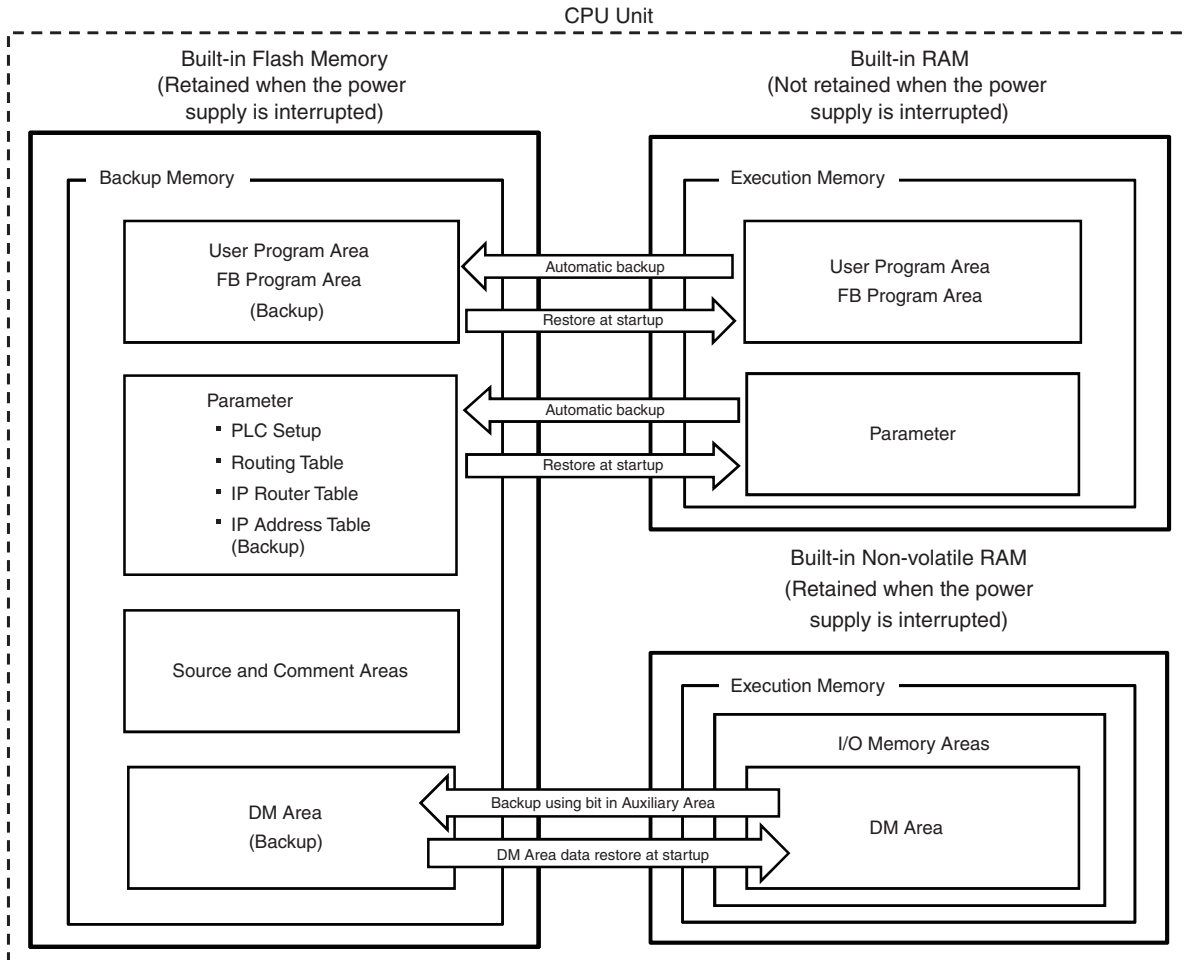 CPU Unit
Built-in Flash Memory
(Retained when the power
supply is interrupted)
Backup Memory
User Program Area
FB Program Area
(Backup)
Parameter
▪ PLC Setup
▪ Routing Table
▪ IP Router Table
▪ IP Address Table
(Backup)
Source and Comment Areas
DM Area
(Backup)
Automatic backup
Restore at startup
Automatic backup
Restore at startup
Backup using bit in Auxiliary Area
DM Area data restore at startup
Built-in RAM
(Not retained when the power
supply is interrupted)
Execution Memory
User Program Area
FB Program Area
Parameter
Built-in Non-volatile RAM
(Retained when the power
supply is interrupted)
Execution Memory
I/O Memory Areas
DM Area